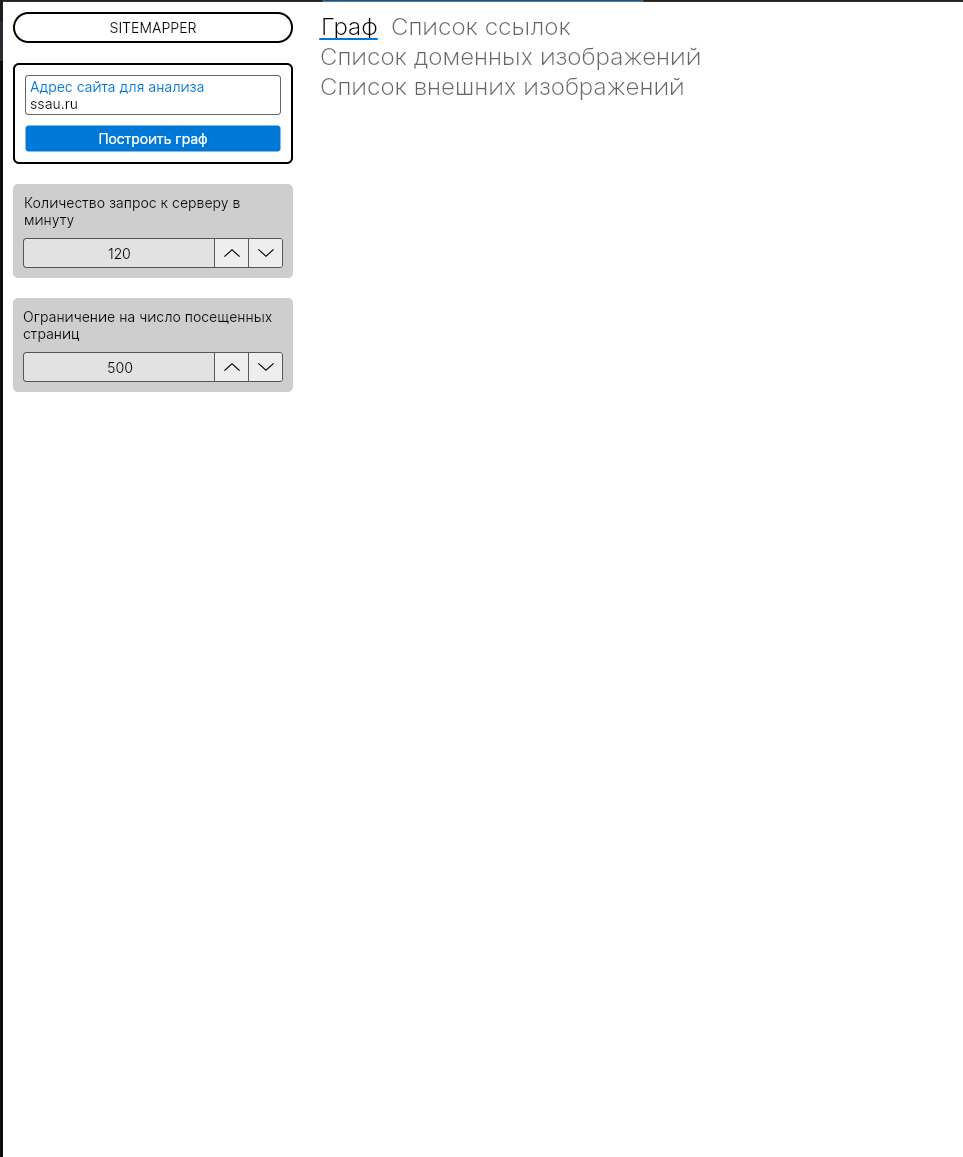 SITEMAPPER
Адрес сайта для анализа
ssau.ru
Построить граф
Количество запрос к серверу в
минуту
120
Ограничение на число посещенных
страниц
500
Граф Список ссылок
Список доменных изображений
Список внешних изображений